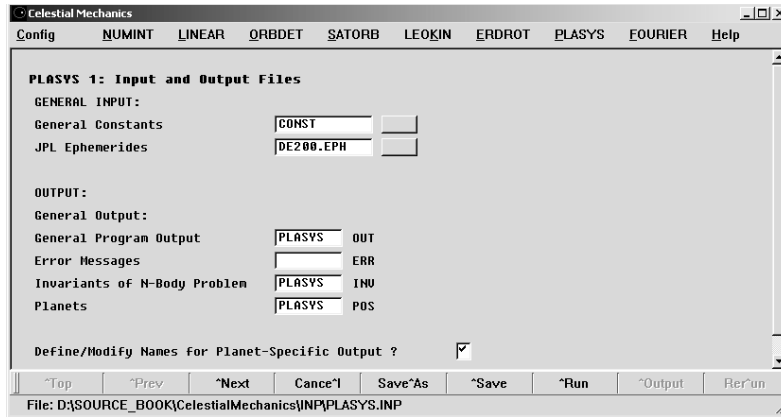 Celestial Mechanics
Config NUMINT LINEAR ORBDET SATORB LEOKIN ERDROT PLASYS FOURIER Help
PLASYS 1: Input and Output Files
GENERAL INPUT:
General Constants CONST
JPL Ephemerides DE200.EPH
OUTPUT:
General Output:
General Program Output PLASYS OUT
Error Messages ERR
Invariants of N-Body Problem PLASYS INV
Planets PLASYS POS
Define/Modify Names for Planet-Specific Output ?
^Top ^Prev ^Next Cance^l Save^As ^Save ^Run ^Output Rer^un
File: D:\SOURCE_BOOK\CelestialMechanics\INP\PLASYS.INP